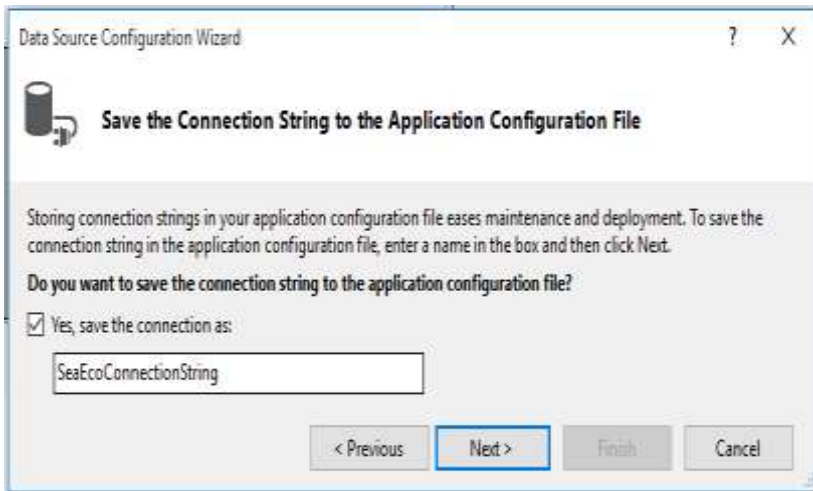 Data Source Configuration Wizard ? X
Save the Connection String to the Application Configuration File
Storing connection strings in your application configuration file eases maintenance and deployment. To save the
connection string in the application configuration file, enter a name in the box and then click Next.
Do you want to save the connection string to the application configuration file?
Yes, save the connection as:
SeaEcoConnectionString
< Previous Next > Finish Cancel